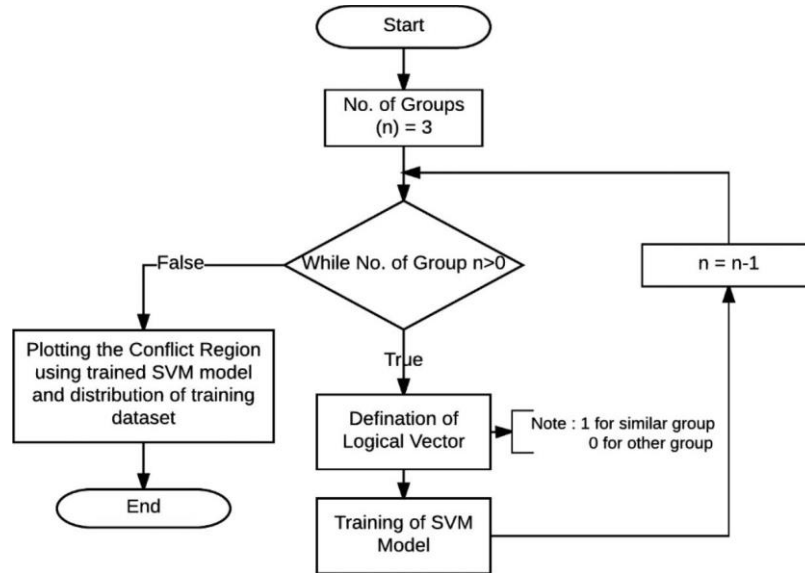 Start
No. of Groups
(n) = 3
While No. of Group n>0
False
True
n = n-1
Plotting the Conflict Region
using trained SVM model
and distribution of training
dataset
End
Defination of
Logical Vector
Note : 1 for similar group
0 for other group
Training of SVM
Model